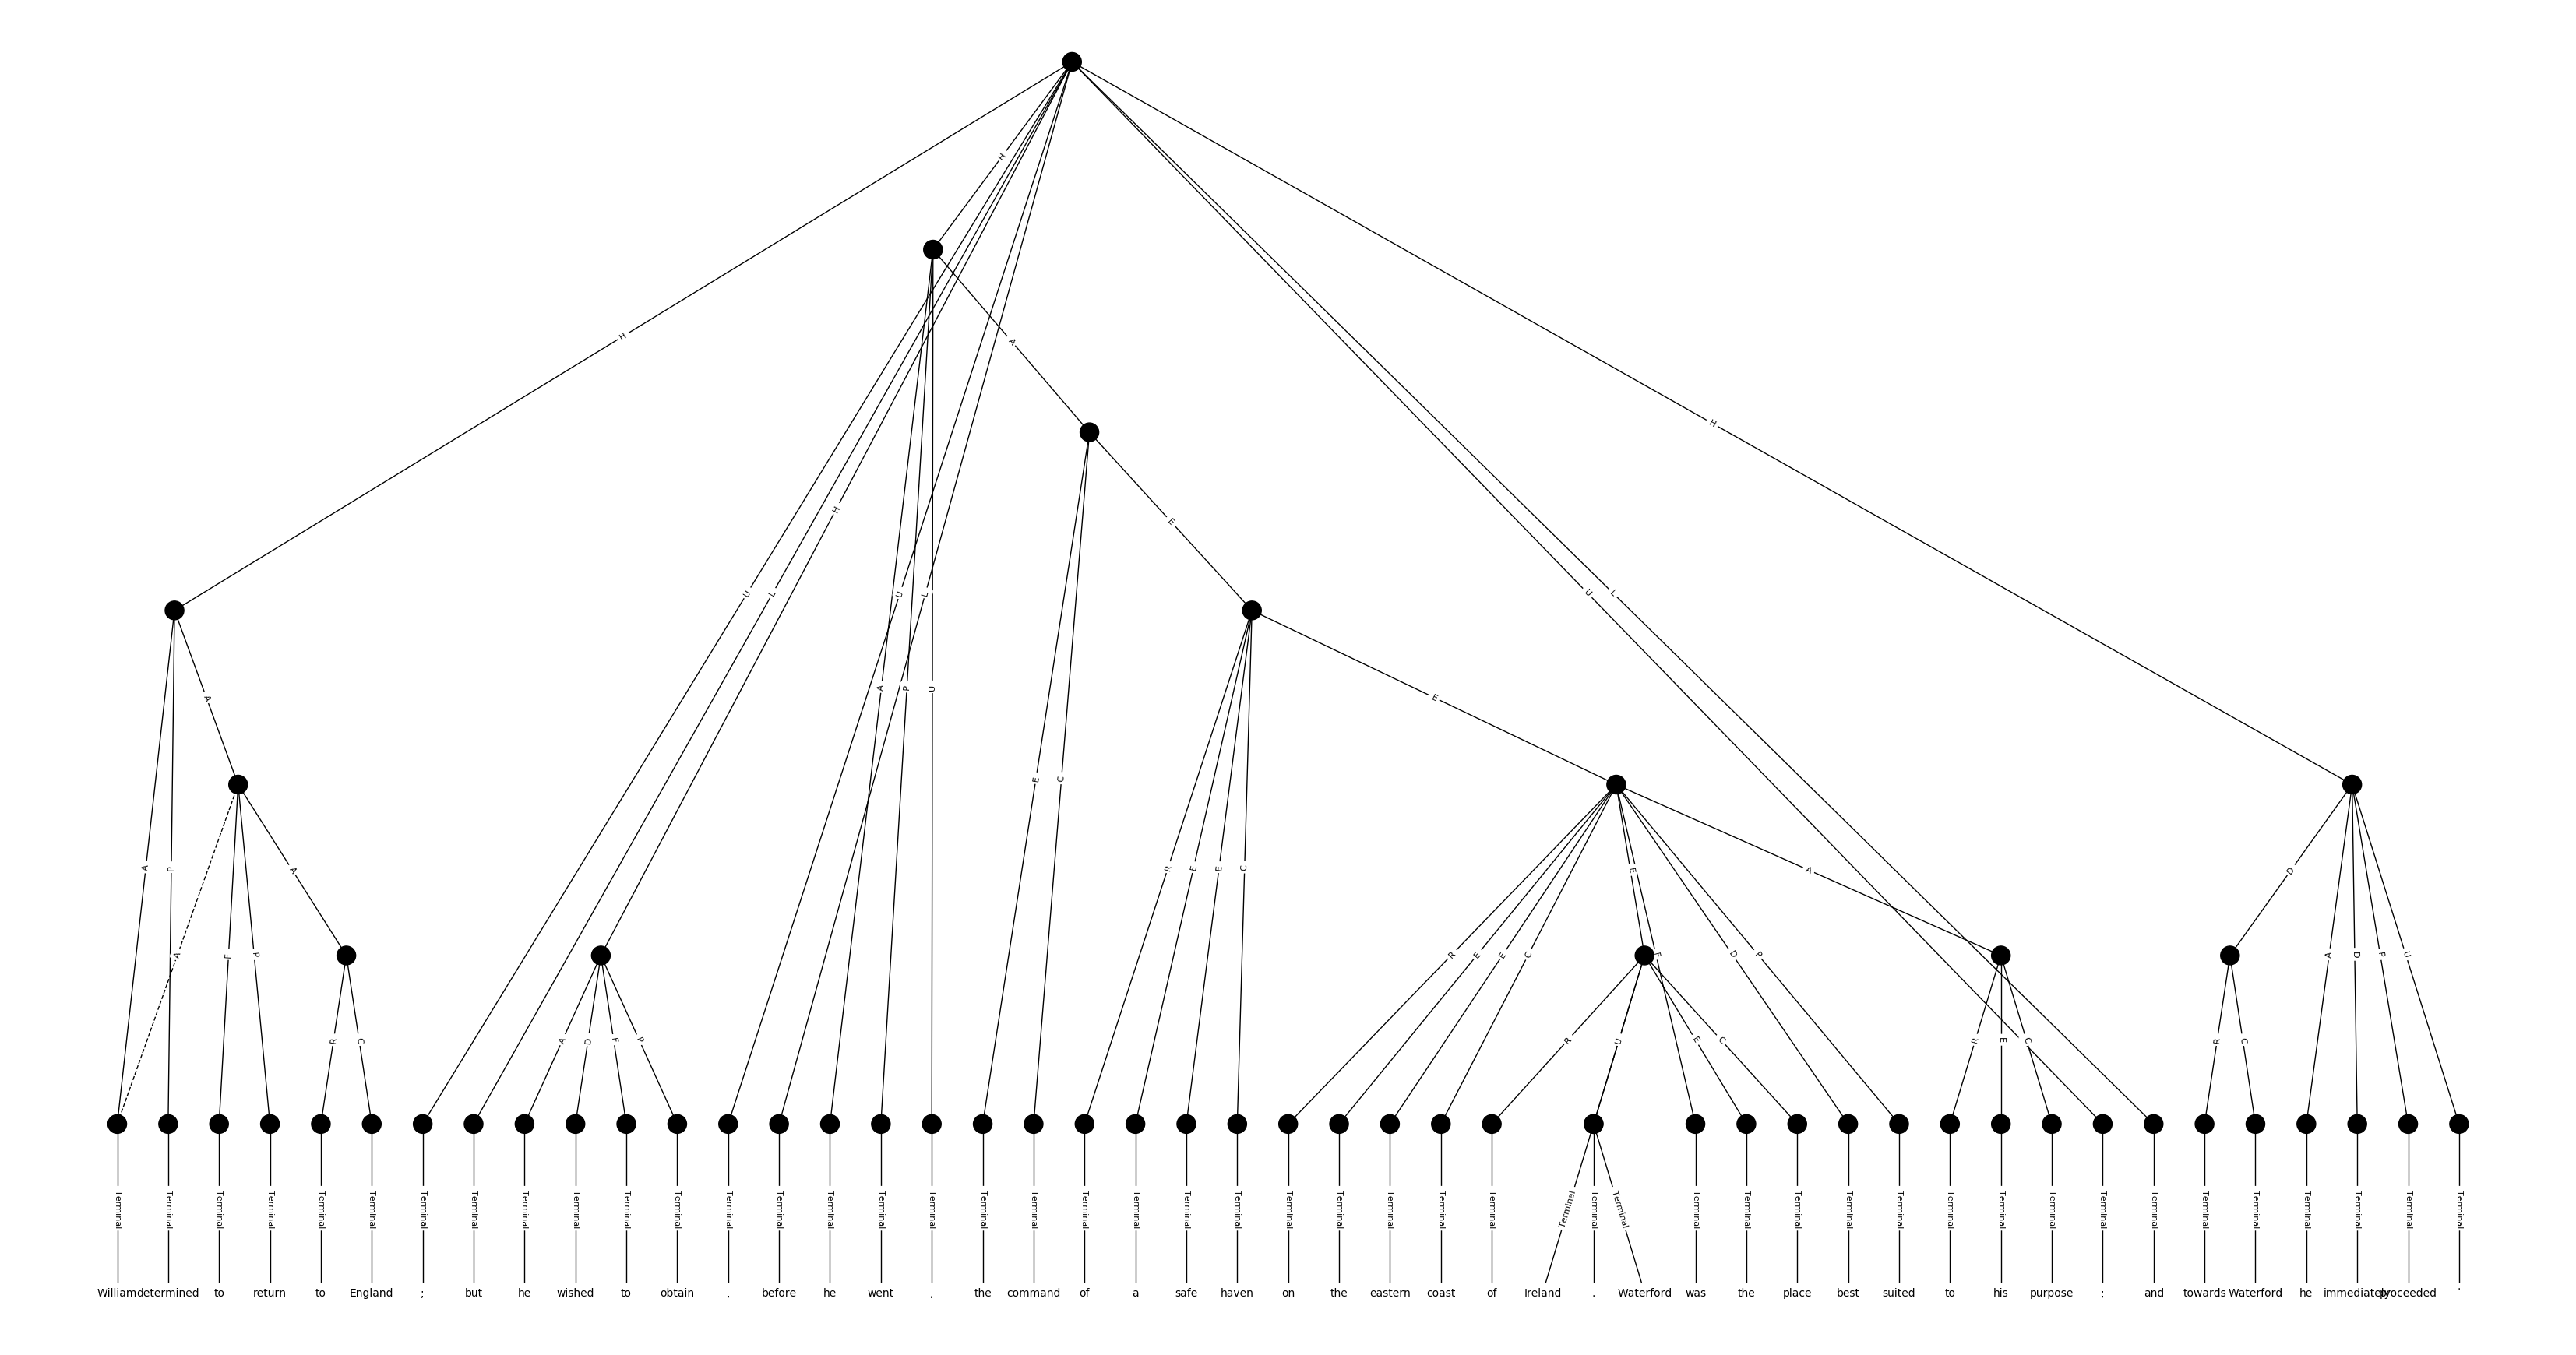 H
H
A
H
E
H
U L U L U L
A P U
A
E
E C
A P A
R E E C
E A
D
A F P
R E E C F D P
A D P U
R C
A D F P
R U E C
R E C
R C
Terminal Terminal Terminal Terminal Terminal Terminal Terminal Terminal Terminal Terminal Terminal Terminal Terminal Terminal Terminal Terminal Terminal Terminal Terminal Terminal Terminal Terminal Terminal Terminal Terminal Terminal Terminal Terminal Terminal Terminal Terminal Terminal Terminal Terminal Terminal Terminal Terminal Terminal Terminal Terminal Terminal Terminal Terminal Terminal Terminal Terminal Terminal
William determined to return to England ; but he wished to obtain , before he went , the command of a safe haven on the eastern coast of Ireland . Waterford was the place best suited to his purpose ; and towards Waterford he immediately proceeded .